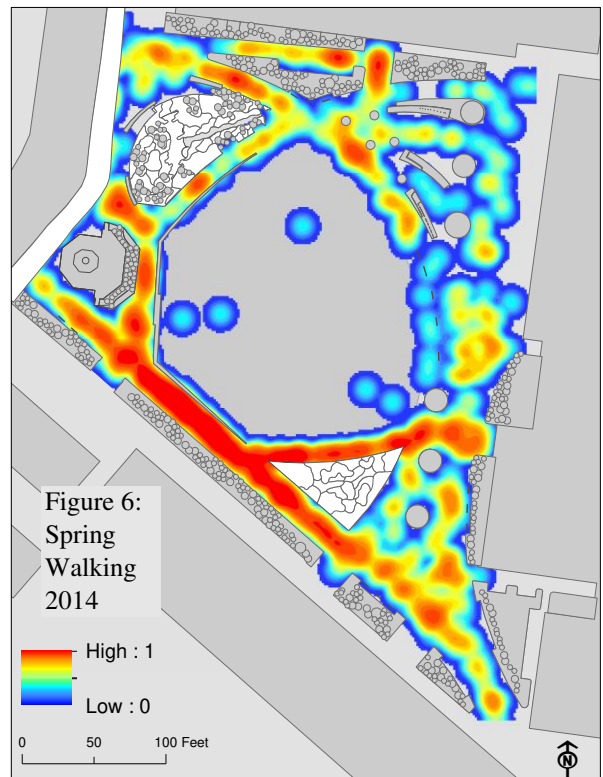 Figure 6:
Spring
Walking
2014
High : 1
Low : 0
0 50 100 Feet
N